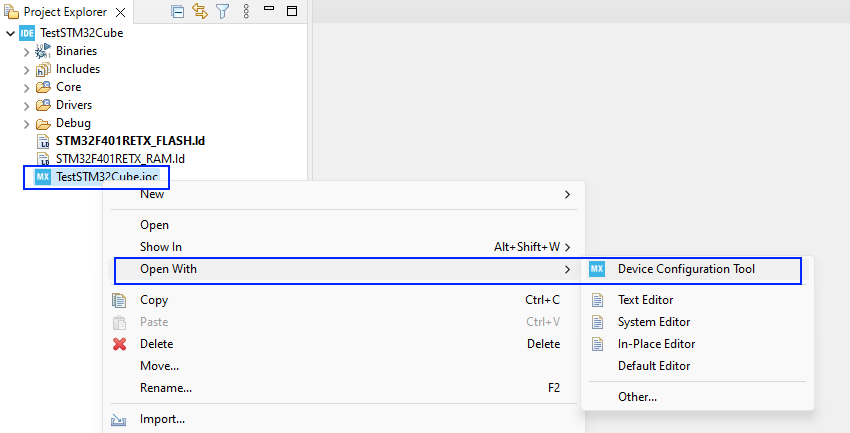 Project Explorer
IDE TestSTM32Cube
Binaries
Includes
Core
Drivers
Debug
LD STM32F401RETX_FLASH.ld
LD STM32F401RETX_RAM.ld
MX TestSTM32Cube.ioc
New
Open
Show In Alt+Shift+W
Open With
MX Device Configuration Tool
Text Editor
System Editor
In-Place Editor
Default Editor
Other...
Copy Ctrl+C
Paste Ctrl+V
Delete Delete
Move...
Rename... F2
Import...